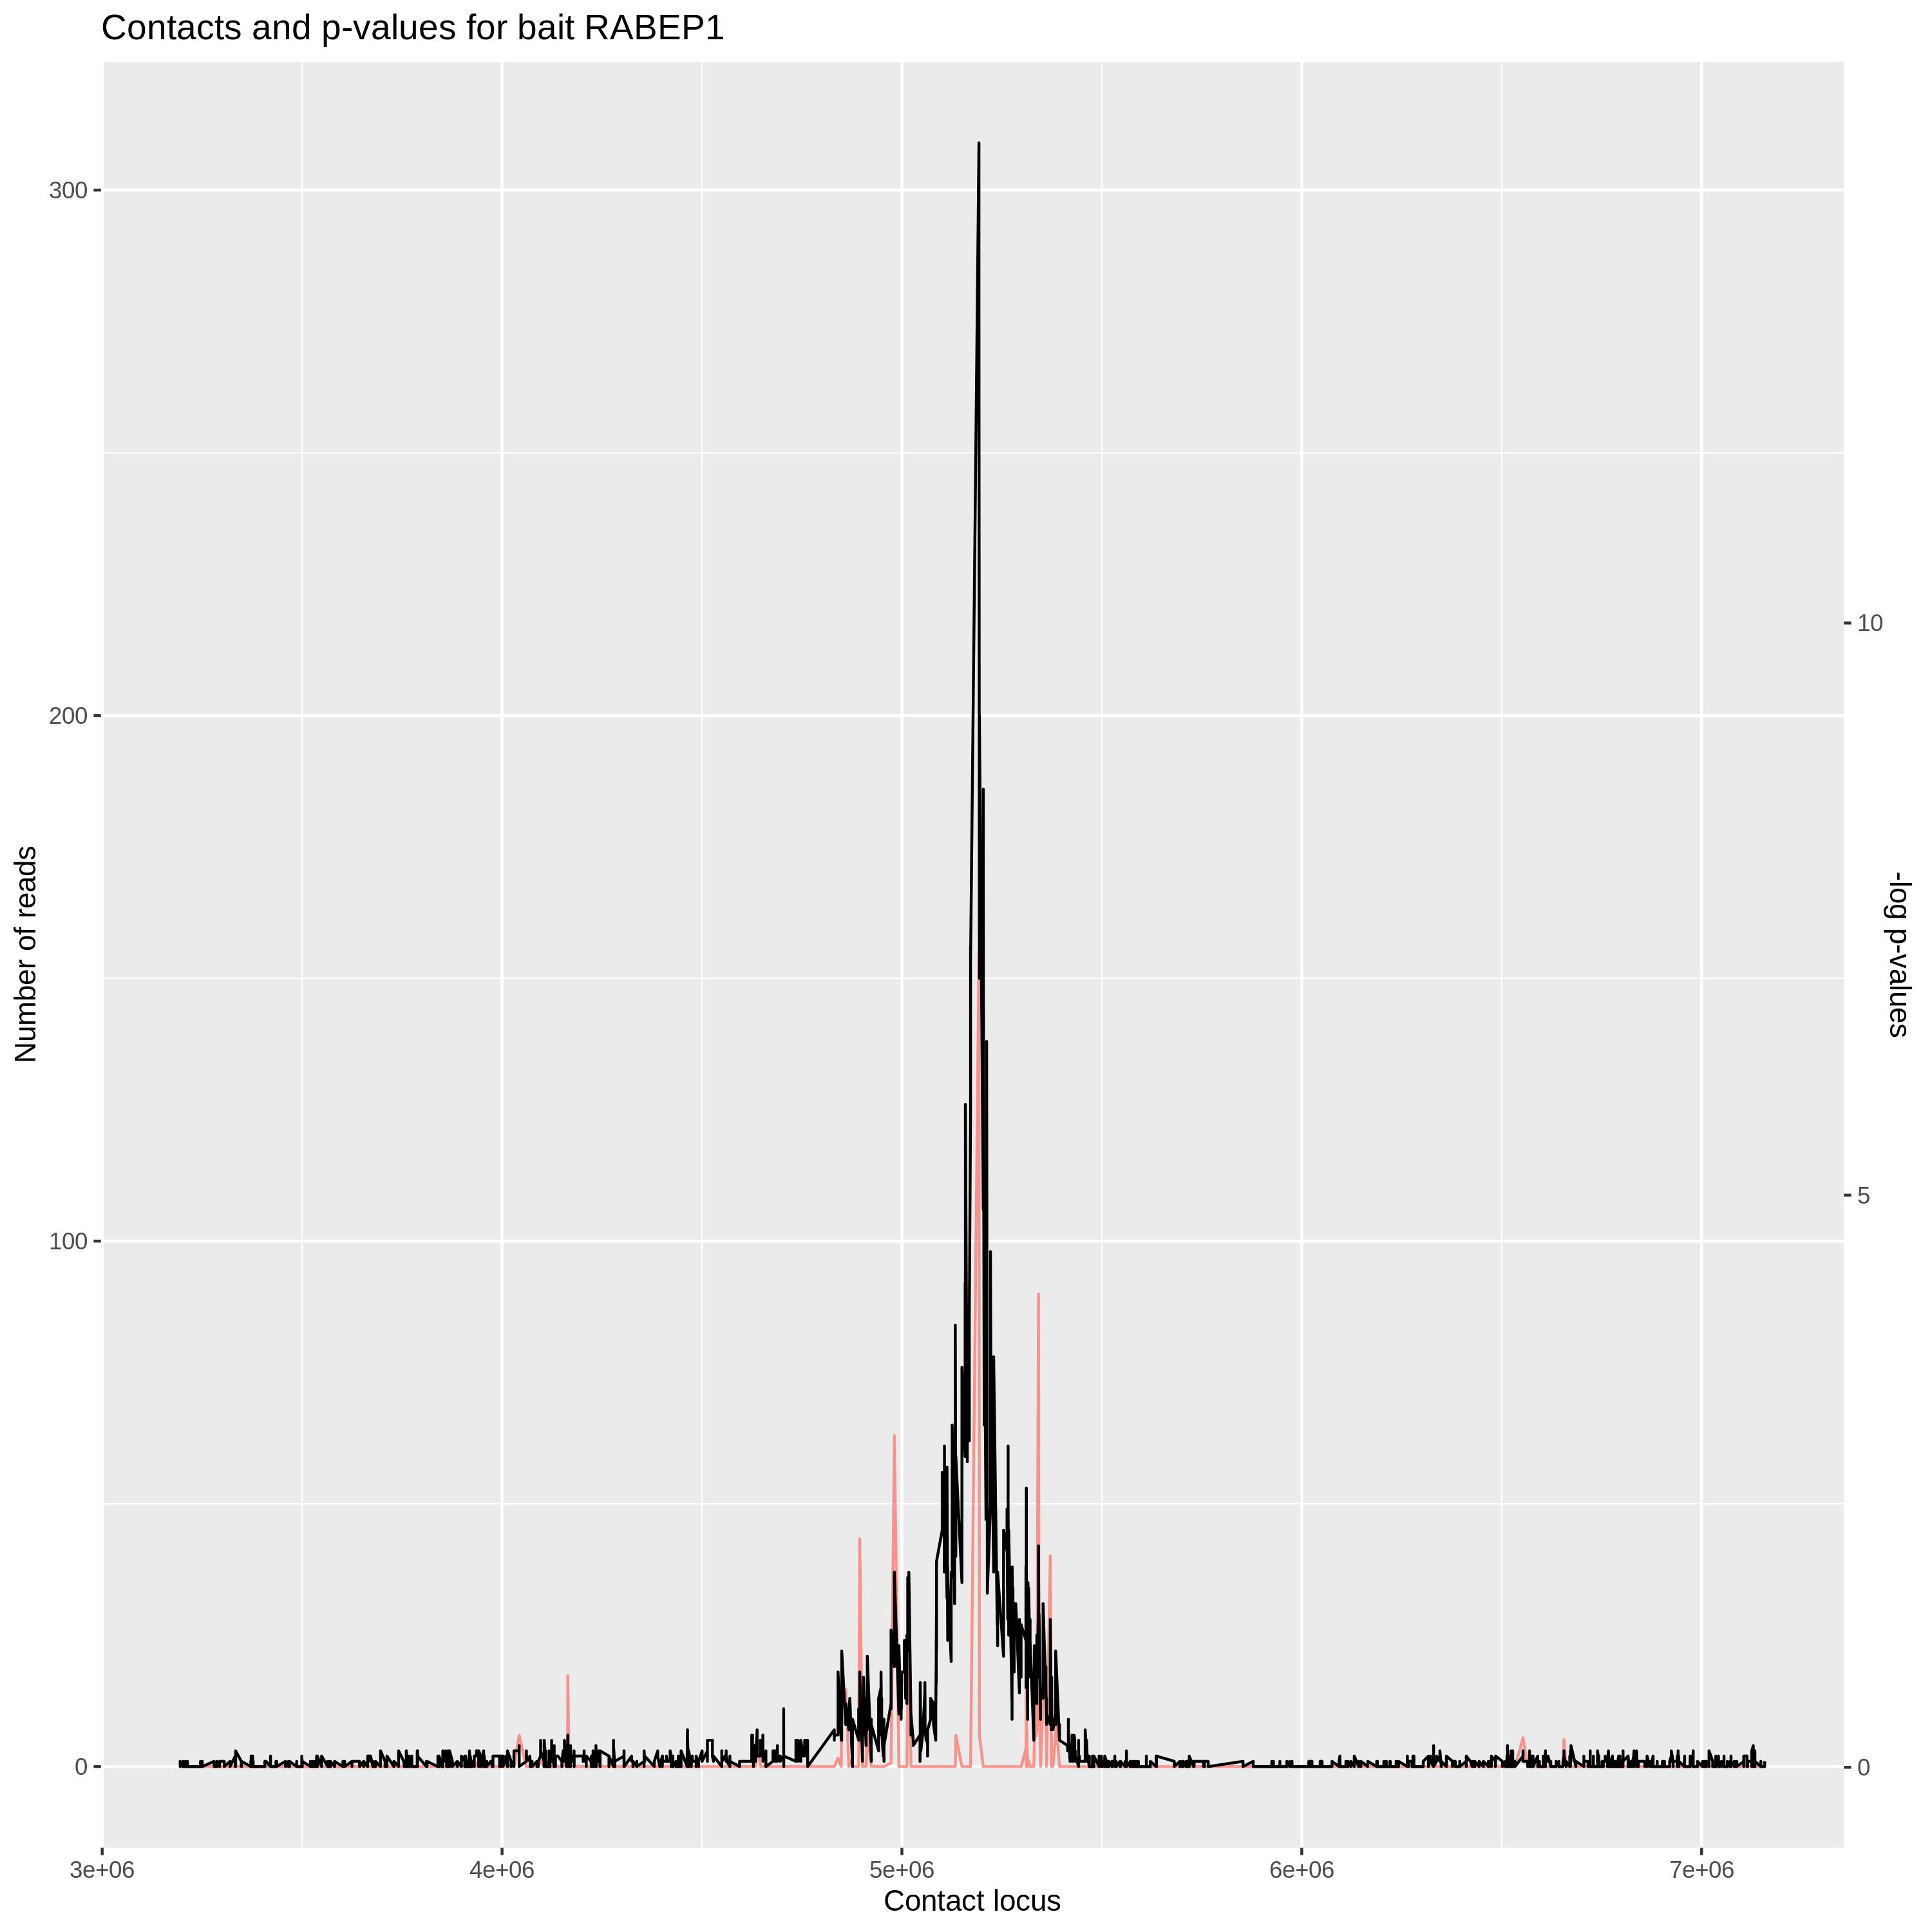 Contacts and p-values for bait RABEP1
300
200
100
0
Number of reads
10
5
0
-log p-values
3e+06
4e+06
5e+06
6e+06
7e+06
Contact locus